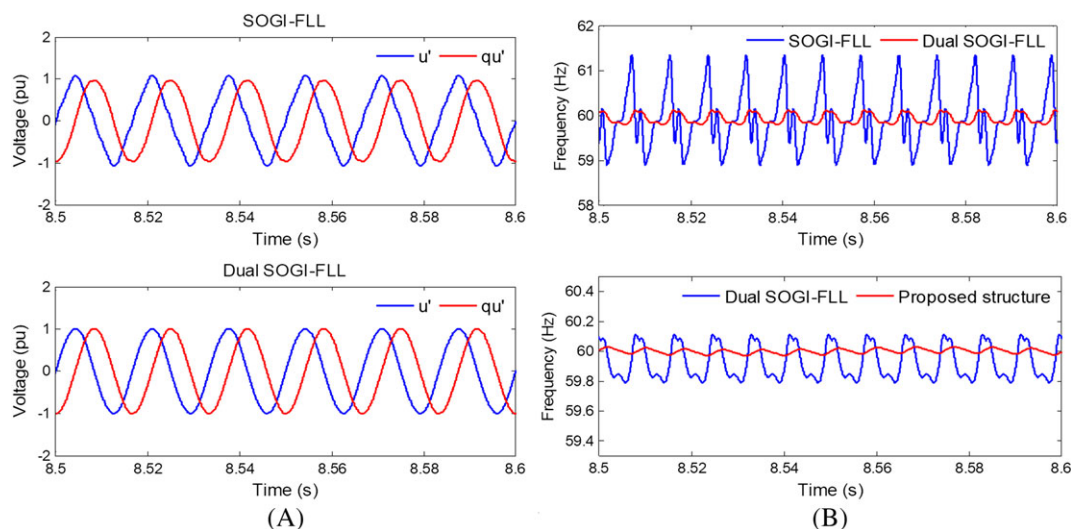 SOGI-FLL
u' qu'
Voltage (pu)
2
1
0
-1
-2
8.5 8.52 8.54 8.56 8.58 8.6
Time (s)
Dual SOGI-FLL
u' qu'
Voltage (pu)
2
1
0
-1
-2
8.5 8.52 8.54 8.56 8.58 8.6
Time (s)
(A)
SOGI-FLL Dual SOGI-FLL
Frequency (Hz)
62
61
60
59
58
8.5 8.52 8.54 8.56 8.58 8.6
Time (s)
Dual SOGI-FLL Proposed structure
Frequency (Hz)
60.4
60.2
60
59.8
59.6
59.4
8.5 8.52 8.54 8.56 8.58 8.6
Time (s)
(B)